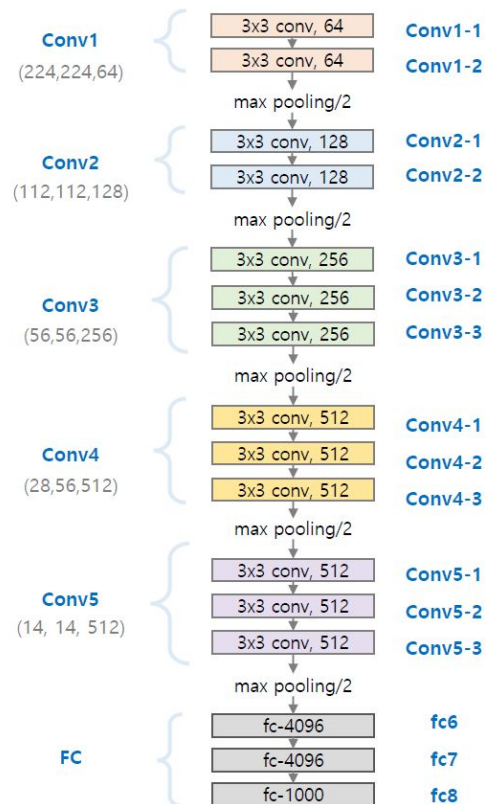 Conv1
(224,224,64)
3x3 conv, 64
Conv1-1
3x3 conv, 64
Conv1-2
max pooling/2
Conv2
(112,112,128)
3x3 conv, 128
Conv2-1
3x3 conv, 128
Conv2-2
max pooling/2
Conv3
(56,56,256)
3x3 conv, 256
Conv3-1
3x3 conv, 256
Conv3-2
3x3 conv, 256
Conv3-3
max pooling/2
Conv4
(28,56,512)
3x3 conv, 512
Conv4-1
3x3 conv, 512
Conv4-2
3x3 conv, 512
Conv4-3
max pooling/2
Conv5
(14, 14, 512)
3x3 conv, 512
Conv5-1
3x3 conv, 512
Conv5-2
3x3 conv, 512
Conv5-3
max pooling/2
FC
fc-4096
fc6
fc-4096
fc7
fc-1000
fc8